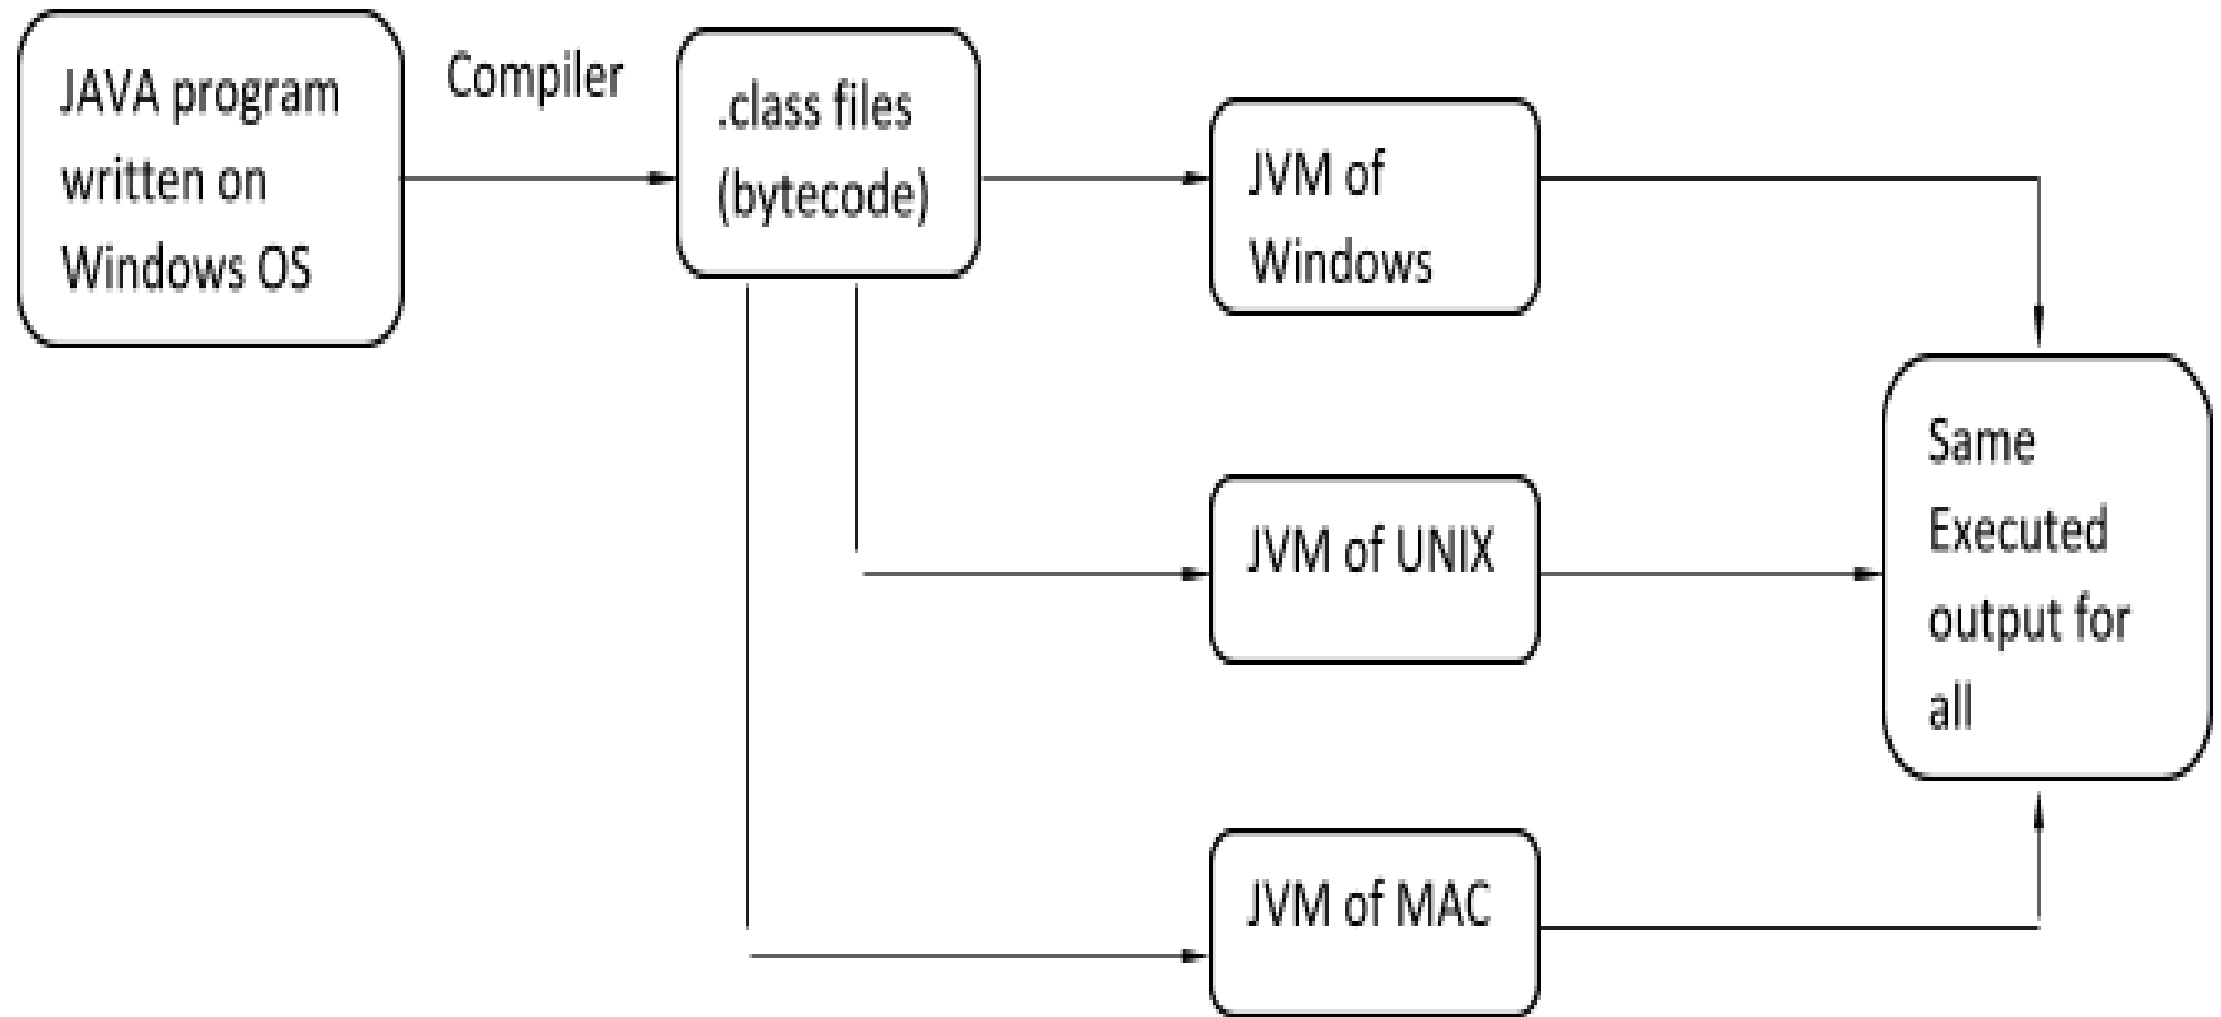 JAVA program
written on
Windows OS
Compiler
.class files
(bytecode)
JVM of
Windows
JVM of UNIX
JVM of MAC
Same
Executed
output for
all